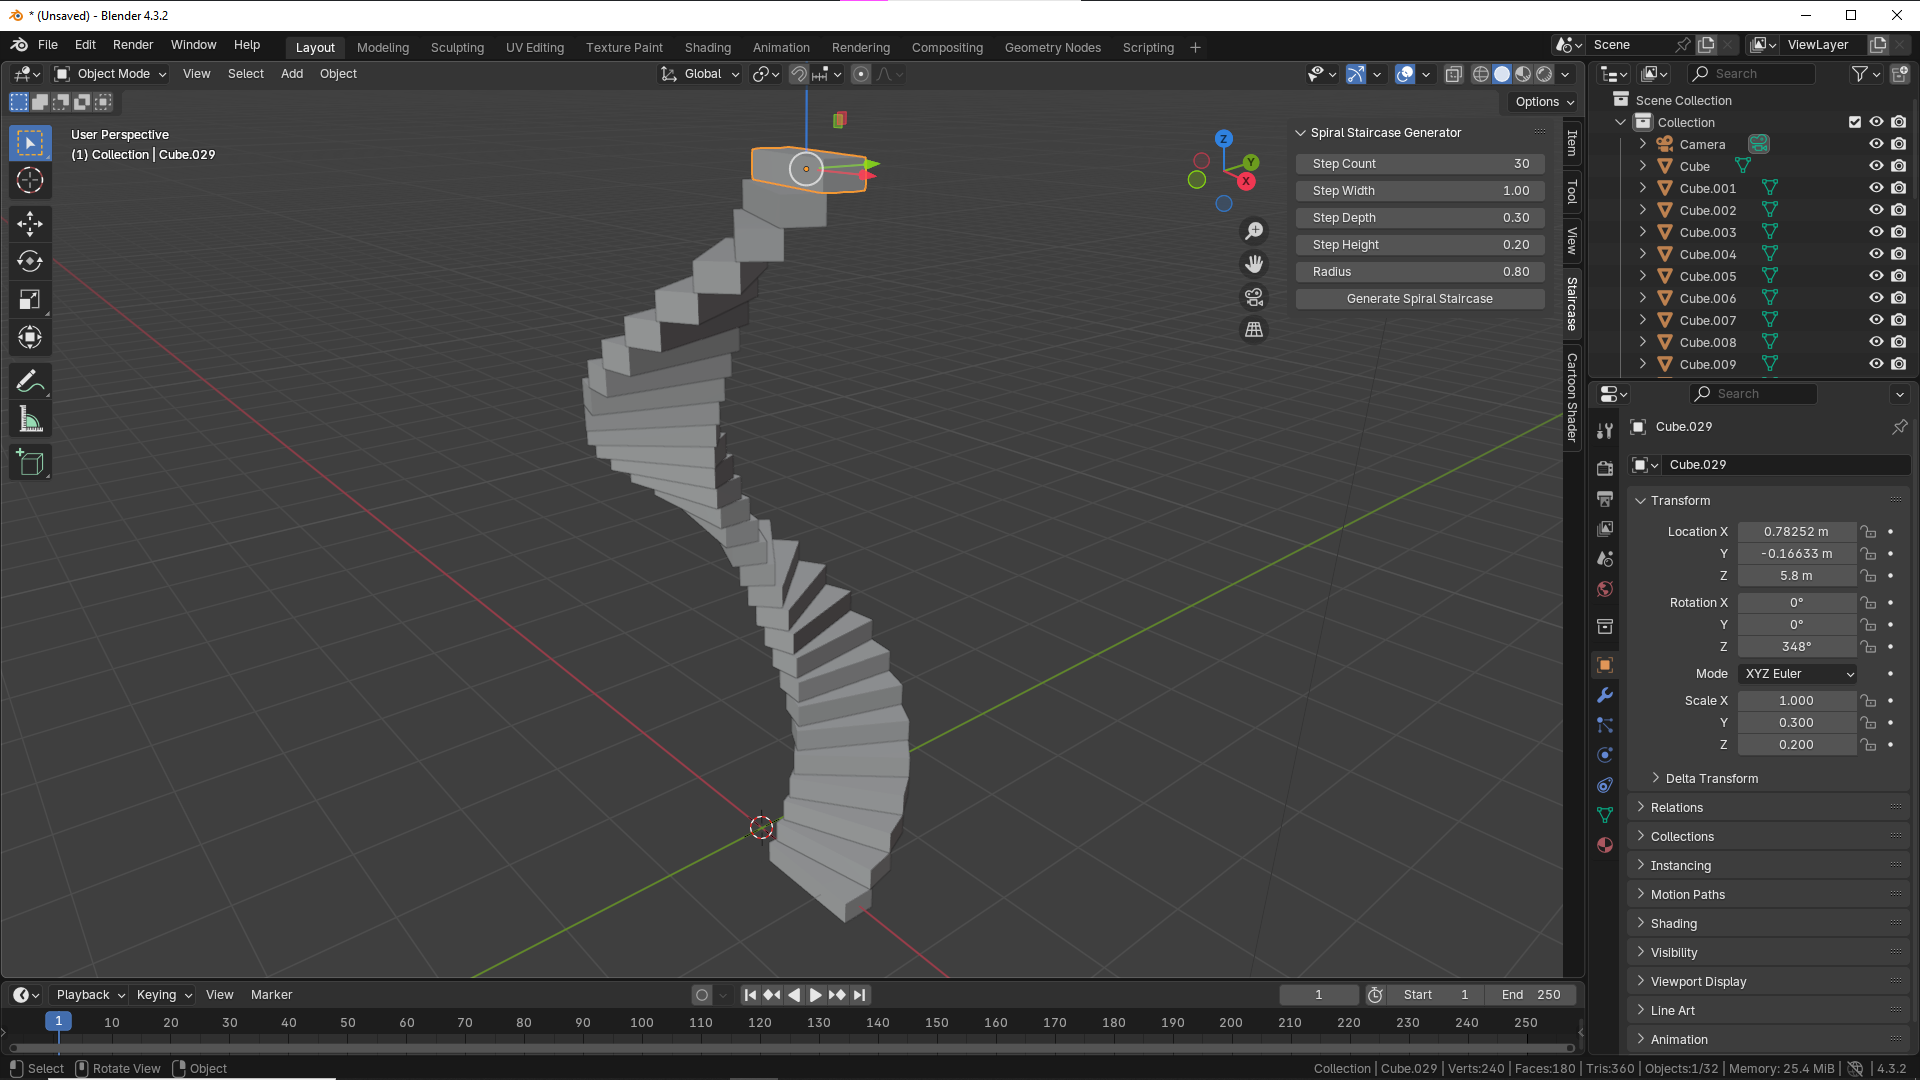 * (Unsaved) - Blender 4.3.2
File Edit Render Window Help Layout Modeling Sculpting UV Editing Texture Paint Shading Animation Rendering Compositing Geometry Nodes Scripting + Scene ViewLayer
Object Mode View Select Add Object Global Search
Options
User Perspective
(1) Collection | Cube.029
Z
Y
X
Spiral Staircase Generator
Step Count 30
Step Width 1.00
Step Depth 0.30
Step Height 0.20
Radius 0.80
Generate Spiral Staircase
Item
Tool
View
Staircase
Cartoon Shader
Scene Collection
Collection
Camera
Cube
Cube.001
Cube.002
Cube.003
Cube.004
Cube.005
Cube.006
Cube.007
Cube.008
Cube.009
Search
Cube.029
Cube.029
Transform
Location X 0.78252 m
Y -0.16633 m
Z 5.8 m
Rotation X 0°
Y 0°
Z 348°
Mode XYZ Euler
Scale X 1.000
Y 0.300
Z 0.200
Delta Transform
Relations
Collections
Instancing
Motion Paths
Shading
Visibility
Viewport Display
Line Art
Animation
Playback Keying View Marker 1 Start 1 End 250
1 10 20 30 40 50 60 70 80 90 100 110 120 130 140 150 160 170 180 190 200 210 220 230 240 250
Select Rotate View Object Collection | Cube.029 | Verts:240 | Faces:180 | Tris:360 | Objects:1/32 | Memory: 25.4 MiB | 4.3.2